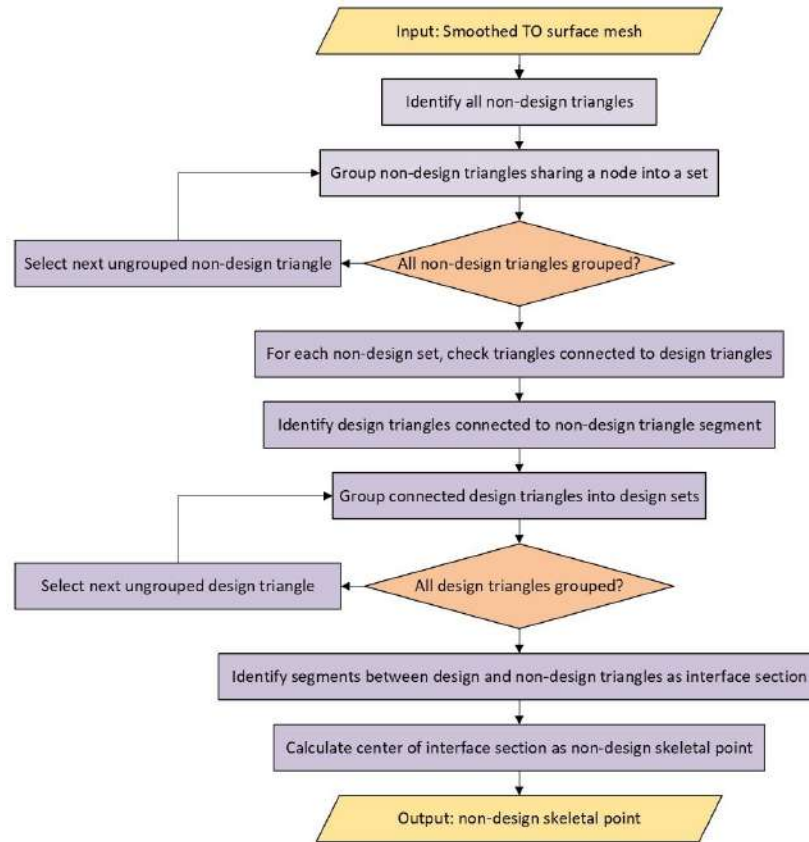 Input: Smoothed TO surface mesh
Identify all non-design triangles
Group non-design triangles sharing a node into a set
Select next ungrouped non-design triangle
All non-design triangles grouped?
For each non-design set, check triangles connected to design triangles
Identify design triangles connected to non-design triangle segment
Group connected design triangles into design sets
Select next ungrouped design triangle
All design triangles grouped?
Identify segments between design and non-design triangles as interface section
Calculate center of interface section as non-design skeletal point
Output: non-design skeletal point